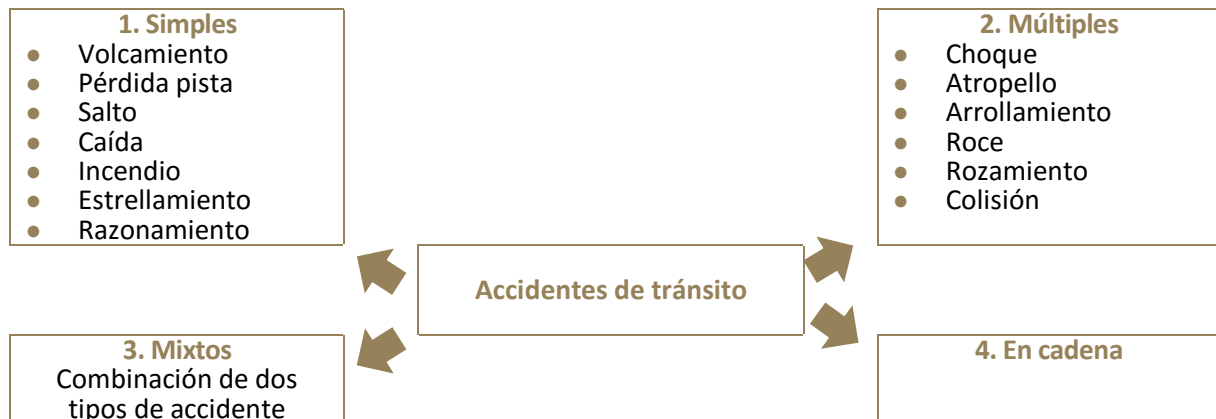 1. Simples
● Volcamiento
● Pérdida pista
● Salto
● Caída
● Incendio
● Estrellamiento
● Razonamiento
2. Múltiples
● Choque
● Atropello
● Arrollamiento
● Roce
● Rozamiento
● Colisión
Accidentes de tránsito
3. Mixtos
Combinación de dos
tipos de accidente
4. En cadena